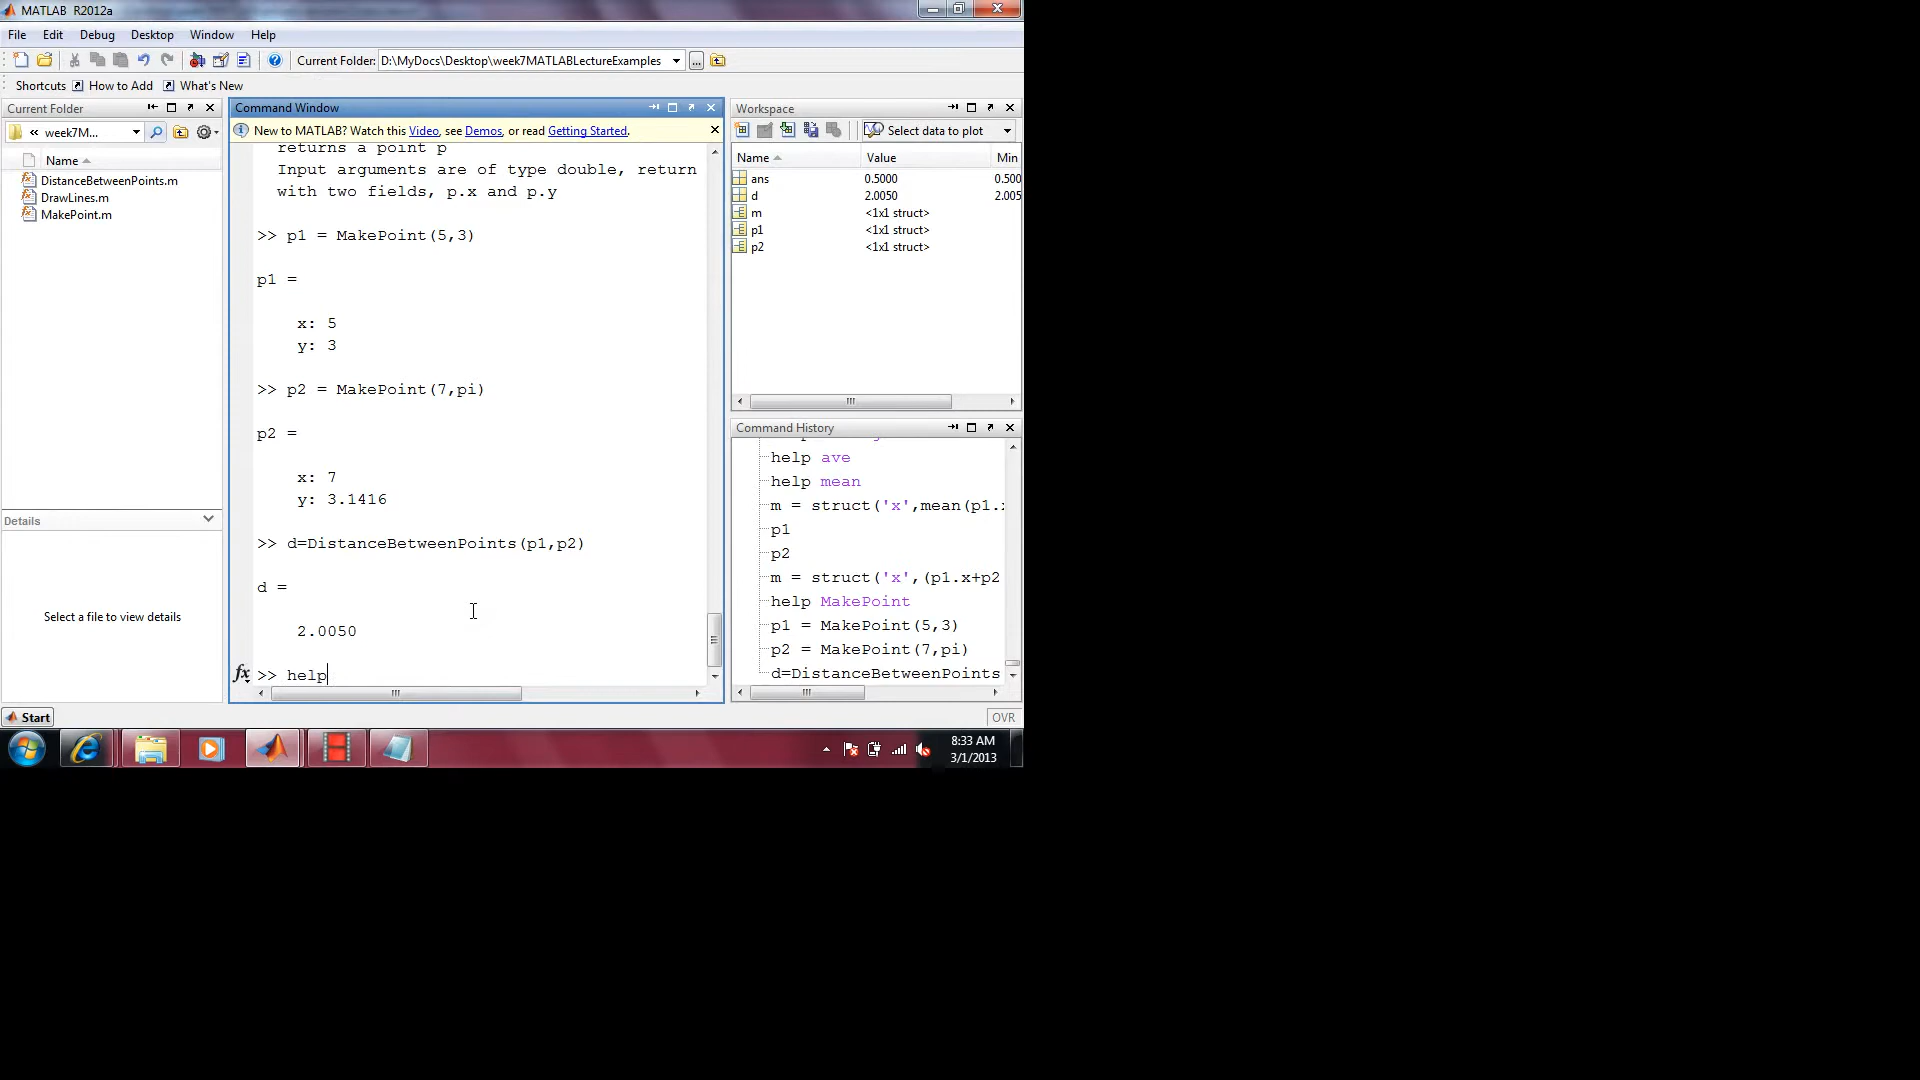 MATLAB R2012a
File Edit Debug Desktop Window Help
Current Folder: D:\MyDocs\Desktop\week7MATLABLectureExamples
Shortcuts How to Add What's New
Current Folder
« week7M...
Name
DistanceBetweenPoints.m
DrawLines.m
MakePoint.m
Details
Select a file to view details
Command Window
New to MATLAB? Watch this Video, see Demos, or read Getting Started.
returns a point p
Input arguments are of type double, return
with two fields, p.x and p.y
>> p1 = MakePoint(5,3)
p1 =
x: 5
y: 3
>> p2 = MakePoint(7,pi)
p2 =
x: 7
y: 3.1416
>> d=DistanceBetweenPoints(p1,p2)
d =
2.0050
fx >> help
Workspace
Select data to plot
Name Value Min
ans 0.5000 0.500
d 2.0050 2.005
m <1x1 struct>
p1 <1x1 struct>
p2 <1x1 struct>
Command History
help ave
help mean
m = struct('x',mean(p1.x
p1
p2
m = struct('x',(p1.x+p2
help MakePoint
p1 = MakePoint(5,3)
p2 = MakePoint(7,pi)
d=DistanceBetweenPoints
Start
OVR
8:33 AM
3/1/2013